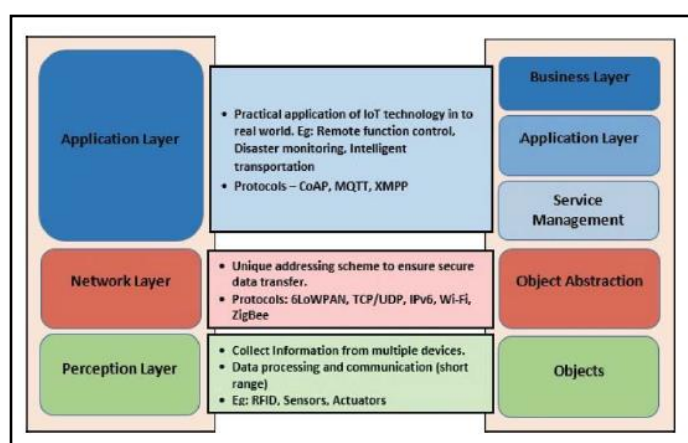 Application Layer
• Practical application of IoT technology in to
real world. Eg: Remote function control,
Disaster monitoring, Intelligent
transportation
• Protocols – CoAP, MQTT, XMPP
Business Layer
Application Layer
Service
Management
Network Layer
• Unique addressing scheme to ensure secure
data transfer.
• Protocols: 6LoWPAN, TCP/UDP, IPv6, Wi-Fi,
ZigBee
Object Abstraction
Perception Layer
• Collect Information from multiple devices.
• Data processing and communication (short
range)
• Eg: RFID, Sensors, Actuators
Objects